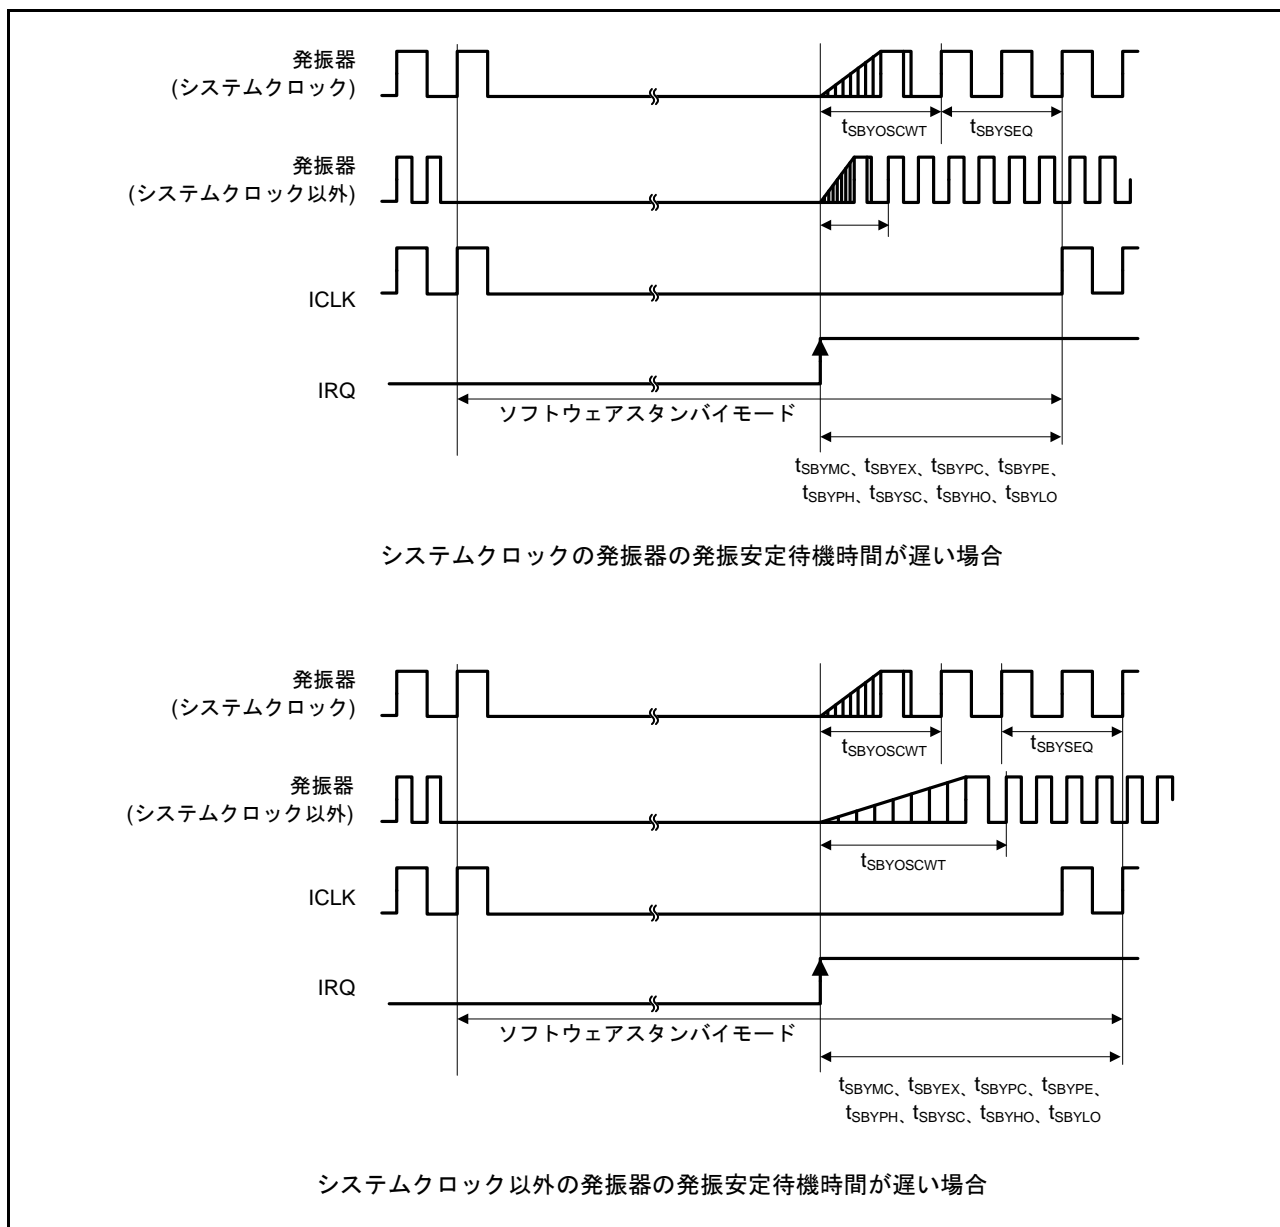 発振器
(システムクロック)
tSBYOSCWT
tSBYSEQ
発振器
(システムクロック以外)
ICLK
IRQ
ソフトウェアスタンバイモード
tSBYMC、tSBYEX、tSBYPC、tSBYPE、
tSBYPH、tSBYSC、tSBYHO、tSBYLO
システムクロックの発振器の発振安定待機時間が遅い場合
発振器
(システムクロック)
tSBYOSCWT
tSBYSEQ
発振器
(システムクロック以外)
tSBYOSCWT
ICLK
IRQ
ソフトウェアスタンバイモード
tSBYMC、tSBYEX、tSBYPC、tSBYPE、
tSBYPH、tSBYSC、tSBYHO、tSBYLO
システムクロック以外の発振器の発振安定待機時間が遅い場合